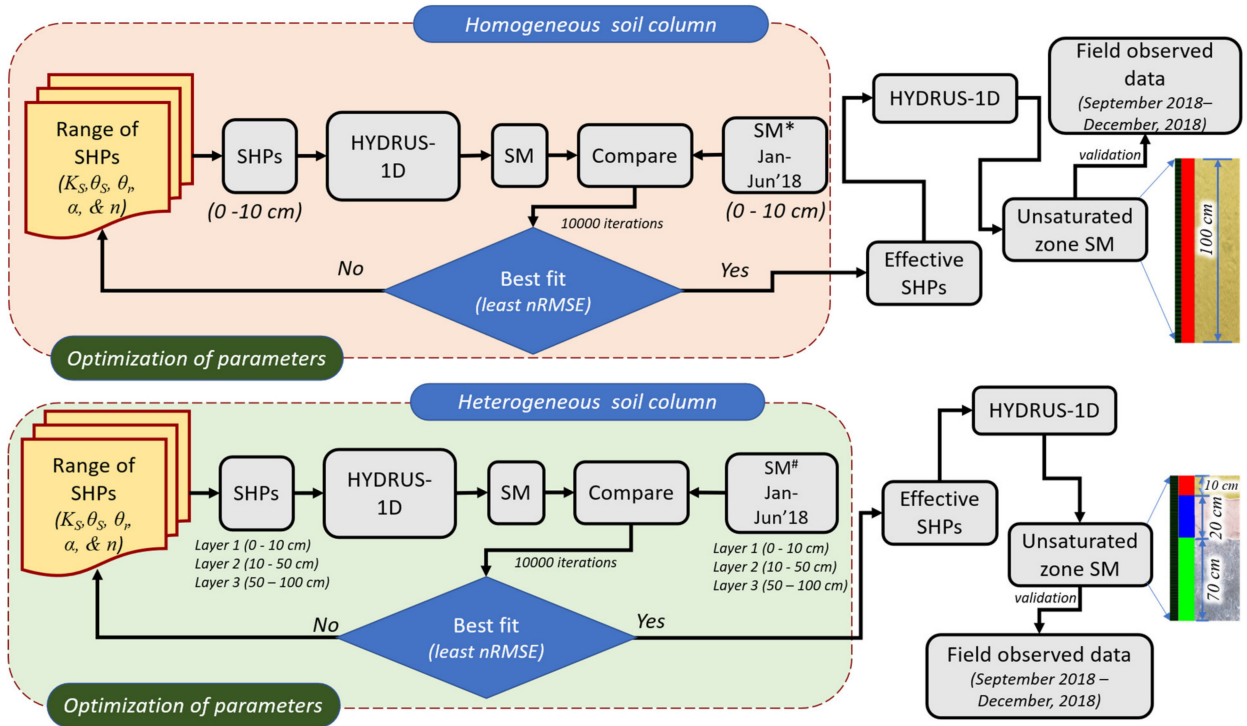 Homogeneous soil column
Range of
SHPs
(K_S,θ_S, θ_r,
α, & n)
SHPs
(0 -10 cm)
HYDRUS-
1D
SM
Compare
SM*
Jan-
Jun'18
(0 - 10 cm)
10000 iterations
Best fit
(least nRMSE)
No
Yes
Optimization of parameters
Effective
SHPs
HYDRUS-1D
Unsaturated
zone SM
validation
Field observed
data
(September 2018–
December, 2018)
100 cm
Heterogeneous soil column
Range of
SHPs
(K_S,θ_S, θ_r,
α, & n)
SHPs
Layer 1 (0 - 10 cm)
Layer 2 (10 - 50 cm)
Layer 3 (50 – 100 cm)
HYDRUS-
1D
SM
Compare
SM#
Jan-
Jun'18
Layer 1 (0 - 10 cm)
Layer 2 (10 - 50 cm)
Layer 3 (50 – 100 cm)
10000 iterations
Best fit
(least nRMSE)
No
Yes
Optimization of parameters
Effective
SHPs
HYDRUS-1D
Unsaturated
zone SM
validation
Field observed data
(September 2018 –
December, 2018)
10 cm
20 cm
70 cm